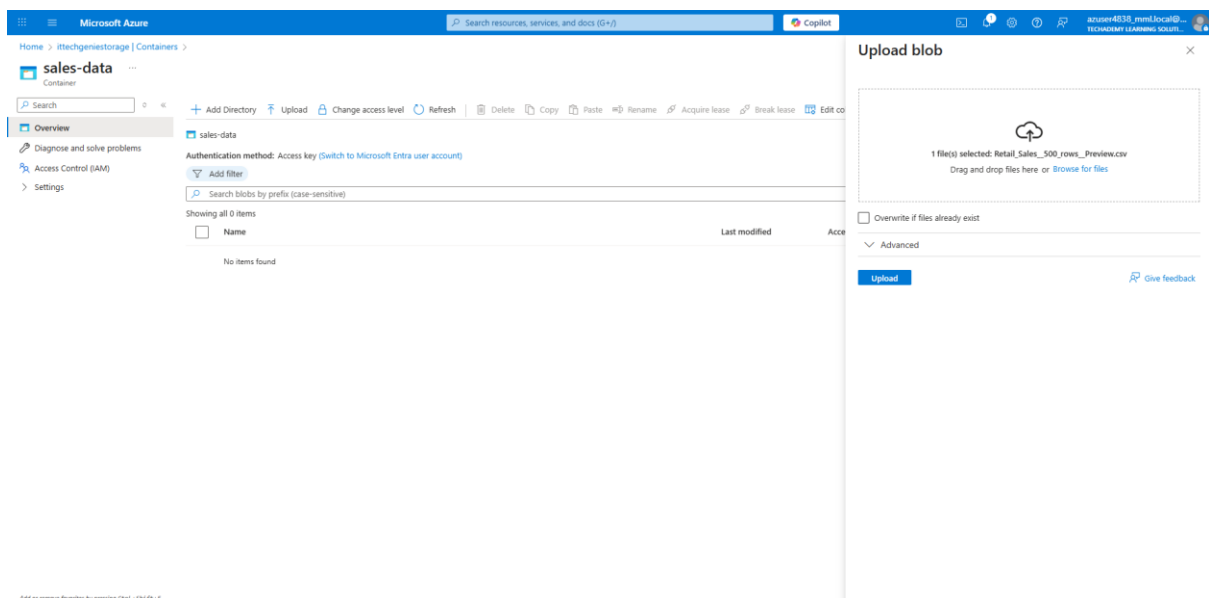 Microsoft Azure
Search resources, services, and docs (G+/)
Copilot
1
azuser4838_mml.local@...
TECHADEMY LEARNING SOLUTI...
Home > ittechgeniestorage | Containers >
sales-data ...
Container
Search
Overview
Diagnose and solve problems
Access Control (IAM)
> Settings
+ Add Directory Upload Change access level Refresh Delete Copy Paste Rename Acquire lease Break lease Edit co
sales-data
Authentication method: Access key (Switch to Microsoft Entra user account)
Add filter
Search blobs by prefix (case-sensitive)
Showing all 0 items
Name Last modified Acce
No items found
Upload blob
1 file(s) selected: Retail_Sales__500_rows__Preview.csv
Drag and drop files here or Browse for files
Overwrite if files already exist
Advanced
Upload
Give feedback